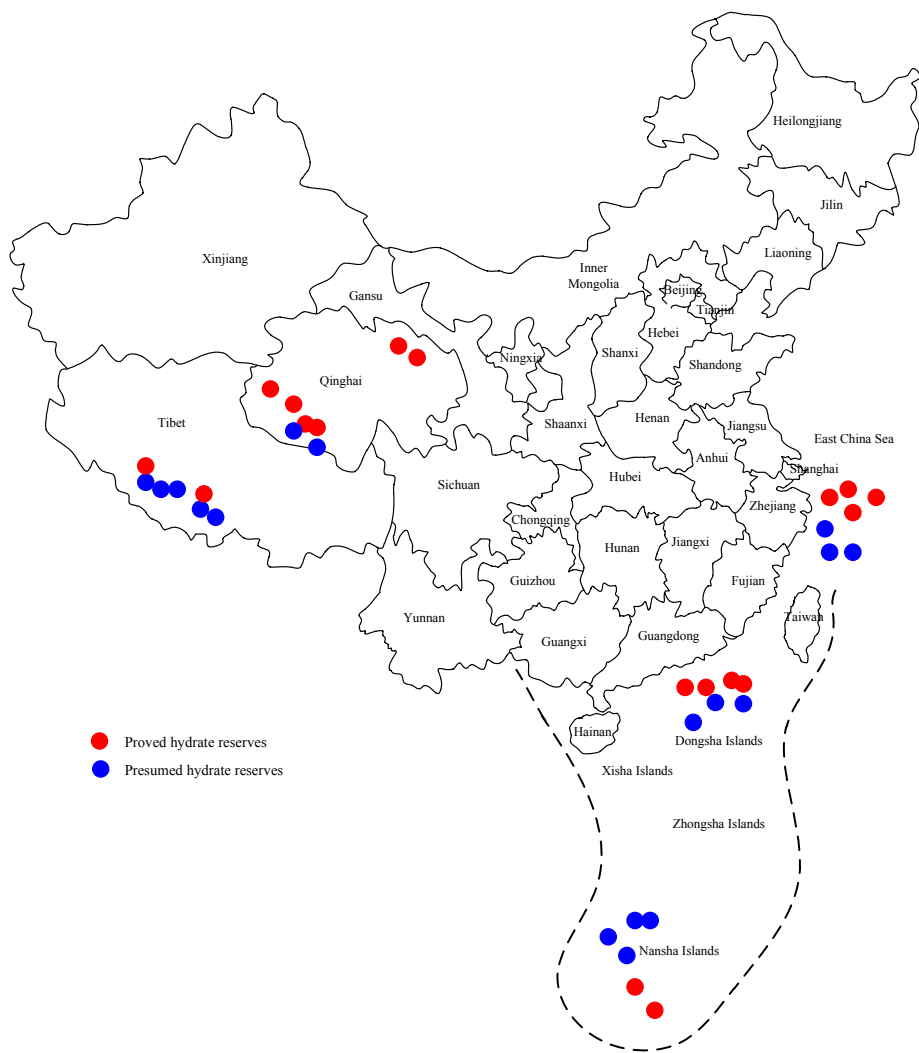 Heilongjiang
Jilin
Liaoning
Xinjiang
Inner
Mongolia
Beijing
Gansu
Tianjin
Hebei
Shanxi
Ningxia
Shandong
Qinghai
Tibet
Shaanxi
Henan
Jiangsu
East China Sea
Anhui
Shanghai
Sichuan
Hubei
Zhejiang
Chongqing
Hunan
Jiangxi
Guizhou
Fujian
Yunnan
Taiwan
Guangxi
Guangdong
Hainan
Dongsha Islands
Proved hydrate reserves
Presumed hydrate reserves
Xisha Islands
Zhongsha Islands
Nansha Islands